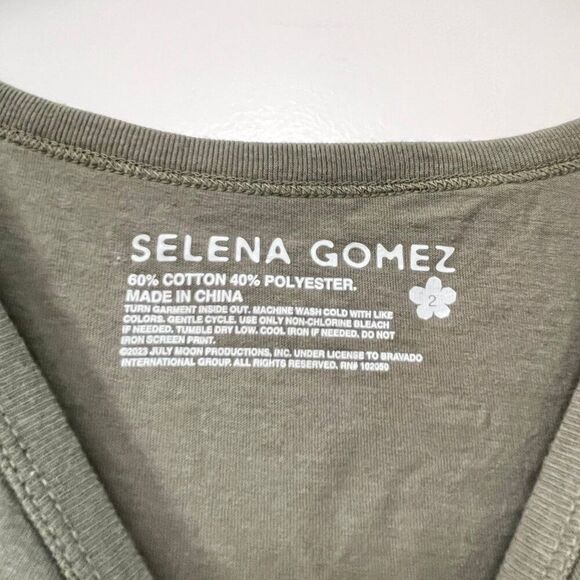 SELENA GOMEZ
60% COTTON 40% POLYESTER.
MADE IN CHINA
2
TURN GARMENT INSIDE OUT. MACHINE WASH COLD WITH LIKE
COLORS. GENTLE CYCLE. USE ONLY NON-CHLORINE BLEACH
IF NEEDED. TUMBLE DRY LOW. COOL IRON IF NEEDED. DO NOT
IRON SCREEN PRINT.
©2023 JULY MOON PRODUCTIONS, INC. UNDER LICENSE TO BRAVADO
INTERNATIONAL GROUP. ALL RIGHTS RESERVED. RN# 102050